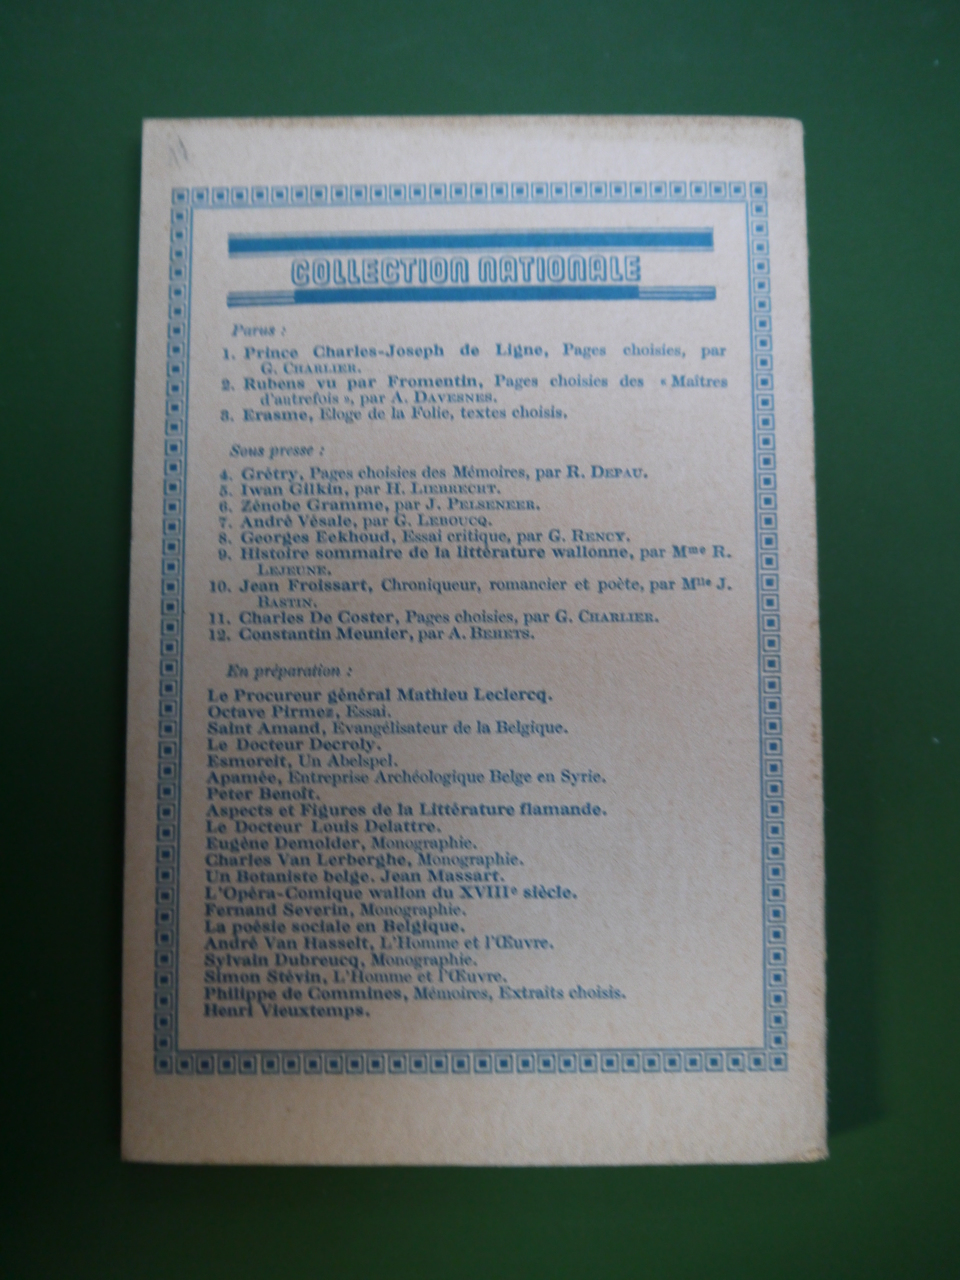 COLLECTION NATIONALE
Parus :
1. Prince Charles-Joseph de Ligne, Pages choisies, par
G. CHARLIER.
2. Rubens vu par Fromentin, Pages choisies des « Maîtres
d'autrefois », par A. DAVESNES.
3. Erasme, Eloge de la Folie, textes choisis.
Sous presse :
4. Grétry, Pages choisies des Mémoires, par R. DEPAU.
5. Iwan Gilkin, par H. LIEBRECHT.
6. Zénobe Gramme, par J. PELSENEER.
7. André Vésale, par G. LEBOUCQ.
8. Georges Eekhoud, Essai critique, par G. RENCY.
9. Histoire sommaire de la littérature wallonne, par Mme R.
LEJEUNE.
10. Jean Froissart, Chroniqueur, romancier et poète, par Mlle J.
BASTIN.
11. Charles De Coster, Pages choisies, par G. CHARLIER.
12. Constantin Meunier, par A. BEHETS.
En préparation :
Le Procureur général Mathieu Leclercq.
Octave Pirmez, Essai.
Saint Amand, Evangélisateur de la Belgique.
Le Docteur Decroly.
Esmoreit, Un Abelspel.
Apamée, Entreprise Archéologique Belge en Syrie.
Peter Benoît.
Aspects et Figures de la Littérature flamande.
Le Docteur Louis Delattre.
Eugène Demolder, Monographie.
Charles Van Lerberghe, Monographie.
Un Botaniste belge. Jean Massart.
L'Opéra-Comique wallon du XVIIIe siècle.
Fernand Severin, Monographie.
La poésie sociale en Belgique.
André Van Hasselt, L'Homme et l'Œuvre.
Sylvain Dubreucq, Monographie.
Simon Stévin, L'Homme et l'Œuvre.
Philippe de Commines, Mémoires, Extraits choisis.
Henri Vieuxtemps.